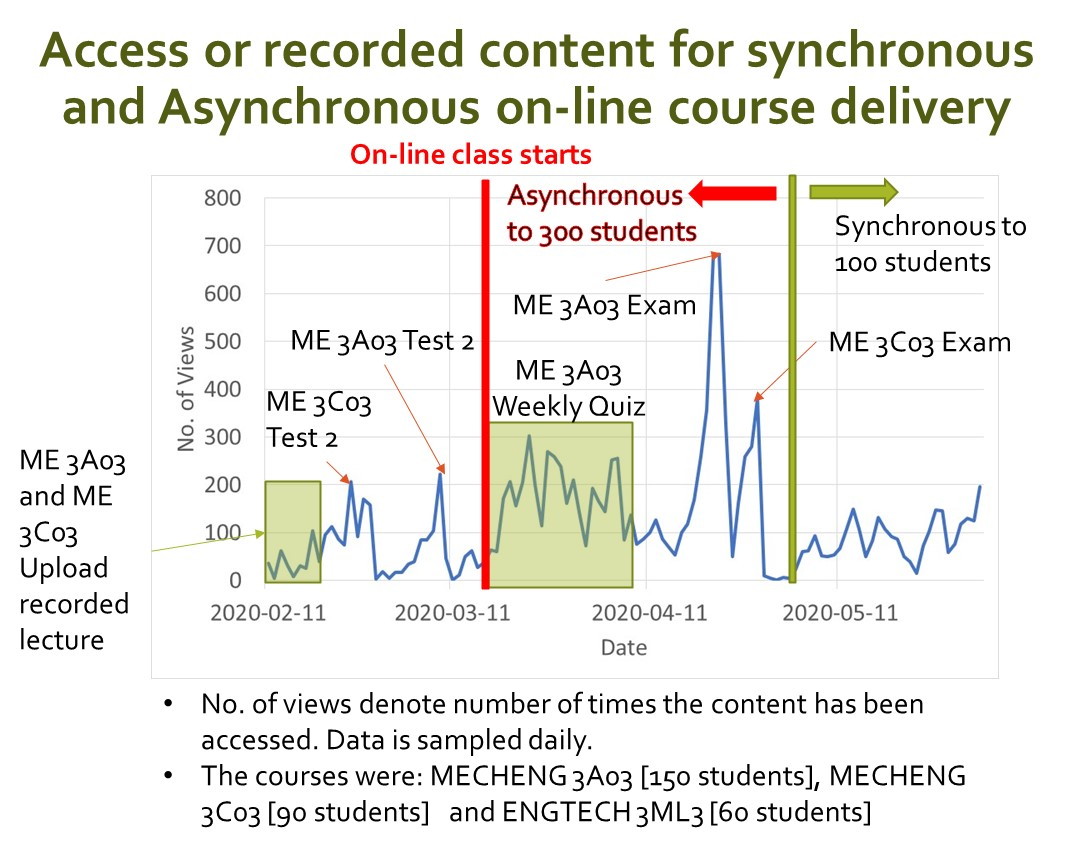 Access or recorded content for synchronous
and Asynchronous on-line course delivery
On-line class starts
Asynchronous
to 300 students
Synchronous to
100 students
ME 3A03 Exam
ME 3A03 Test 2
ME 3C03 Exam
ME 3A03
Weekly Quiz
ME 3C03
Test 2
ME 3A03
and ME
3C03
Upload
recorded
lecture
No. of Views
800
700
600
500
400
300
200
100
0
2020-02-11
2020-03-11
2020-04-11
2020-05-11
Date
• No. of views denote number of times the content has been
accessed. Data is sampled daily.
• The courses were: MECHENG 3A03 [150 students], MECHENG
3C03 [90 students] and ENGTECH 3ML3 [60 students]